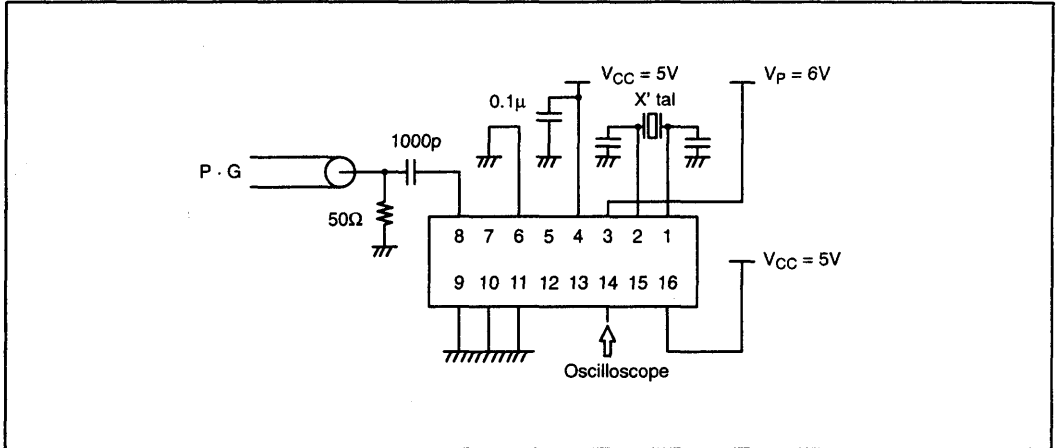 V_CC = 5V
V_P = 6V
0.1μ
X' tal
1000p
P · G
50Ω
8 7 6 5 4 3 2 1
V_CC = 5V
9 10 11 12 13 14 15 16
Oscilloscope